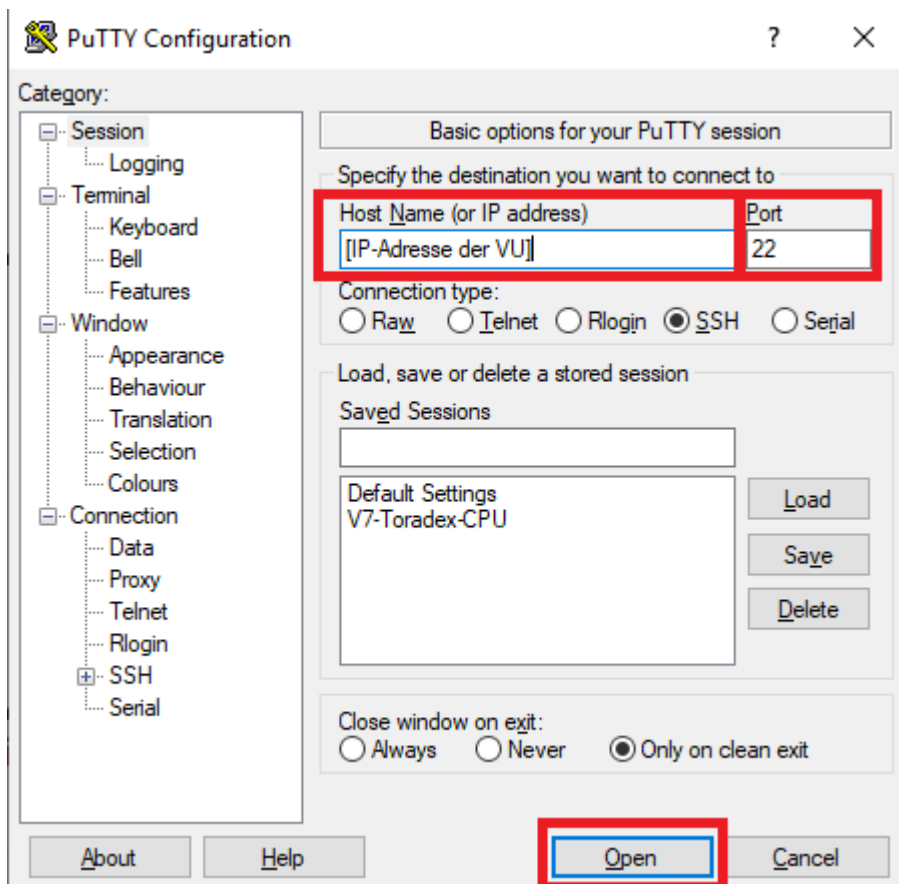 PuTTY Configuration ?
Category:
Session
Logging
Terminal
Keyboard
Bell
Features
Window
Appearance
Behaviour
Translation
Selection
Colours
Connection
Data
Proxy
Telnet
Rlogin
SSH
Serial
Basic options for your PuTTY session
Specify the destination you want to connect to
Host Name (or IP address) Port
[IP-Adresse der VU] 22
Connection type:
Raw Telnet Rlogin SSH Serial
Load, save or delete a stored session
Saved Sessions
Default Settings
V7-Toradex-CPU
Load
Save
Delete
Close window on exit:
Always Never Only on clean exit
About Help Open Cancel